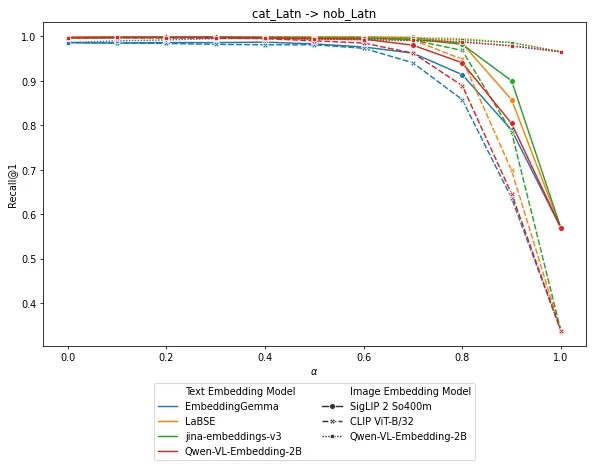 cat_Latn -> nob_Latn
1.0
0.9
0.8
0.7
0.6
0.5
0.4
Recall@1
0.0 0.2 0.4 0.6 0.8 1.0
α
Text Embedding Model Image Embedding Model
EmbeddingGemma SigLIP 2 So400m
LaBSE CLIP ViT-B/32
jina-embeddings-v3 Qwen-VL-Embedding-2B
Qwen-VL-Embedding-2B